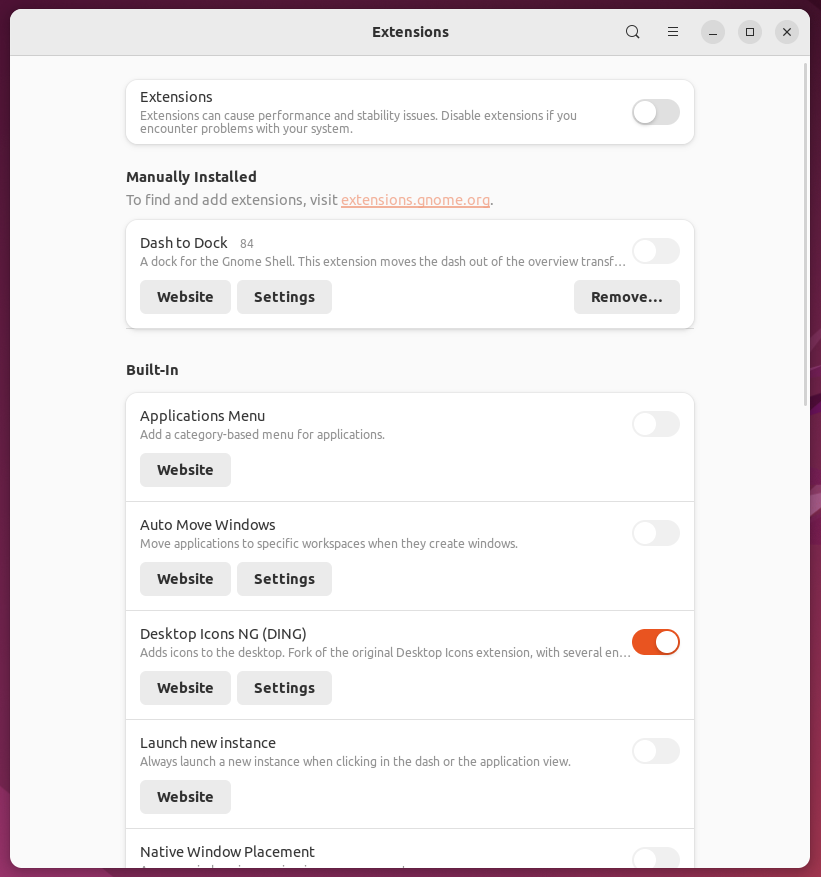 Extensions
Extensions
Extensions can cause performance and stability issues. Disable extensions if you
encounter problems with your system.
Manually Installed
To find and add extensions, visit extensions.gnome.org.
Dash to Dock 84
A dock for the Gnome Shell. This extension moves the dash out of the overview transf…
Website Settings Remove…
Built-In
Applications Menu
Add a category-based menu for applications.
Website
Auto Move Windows
Move applications to specific workspaces when they create windows.
Website Settings
Desktop Icons NG (DING)
Adds icons to the desktop. Fork of the original Desktop Icons extension, with several en…
Website Settings
Launch new instance
Always launch a new instance when clicking in the dash or the application view.
Website
Native Window Placement